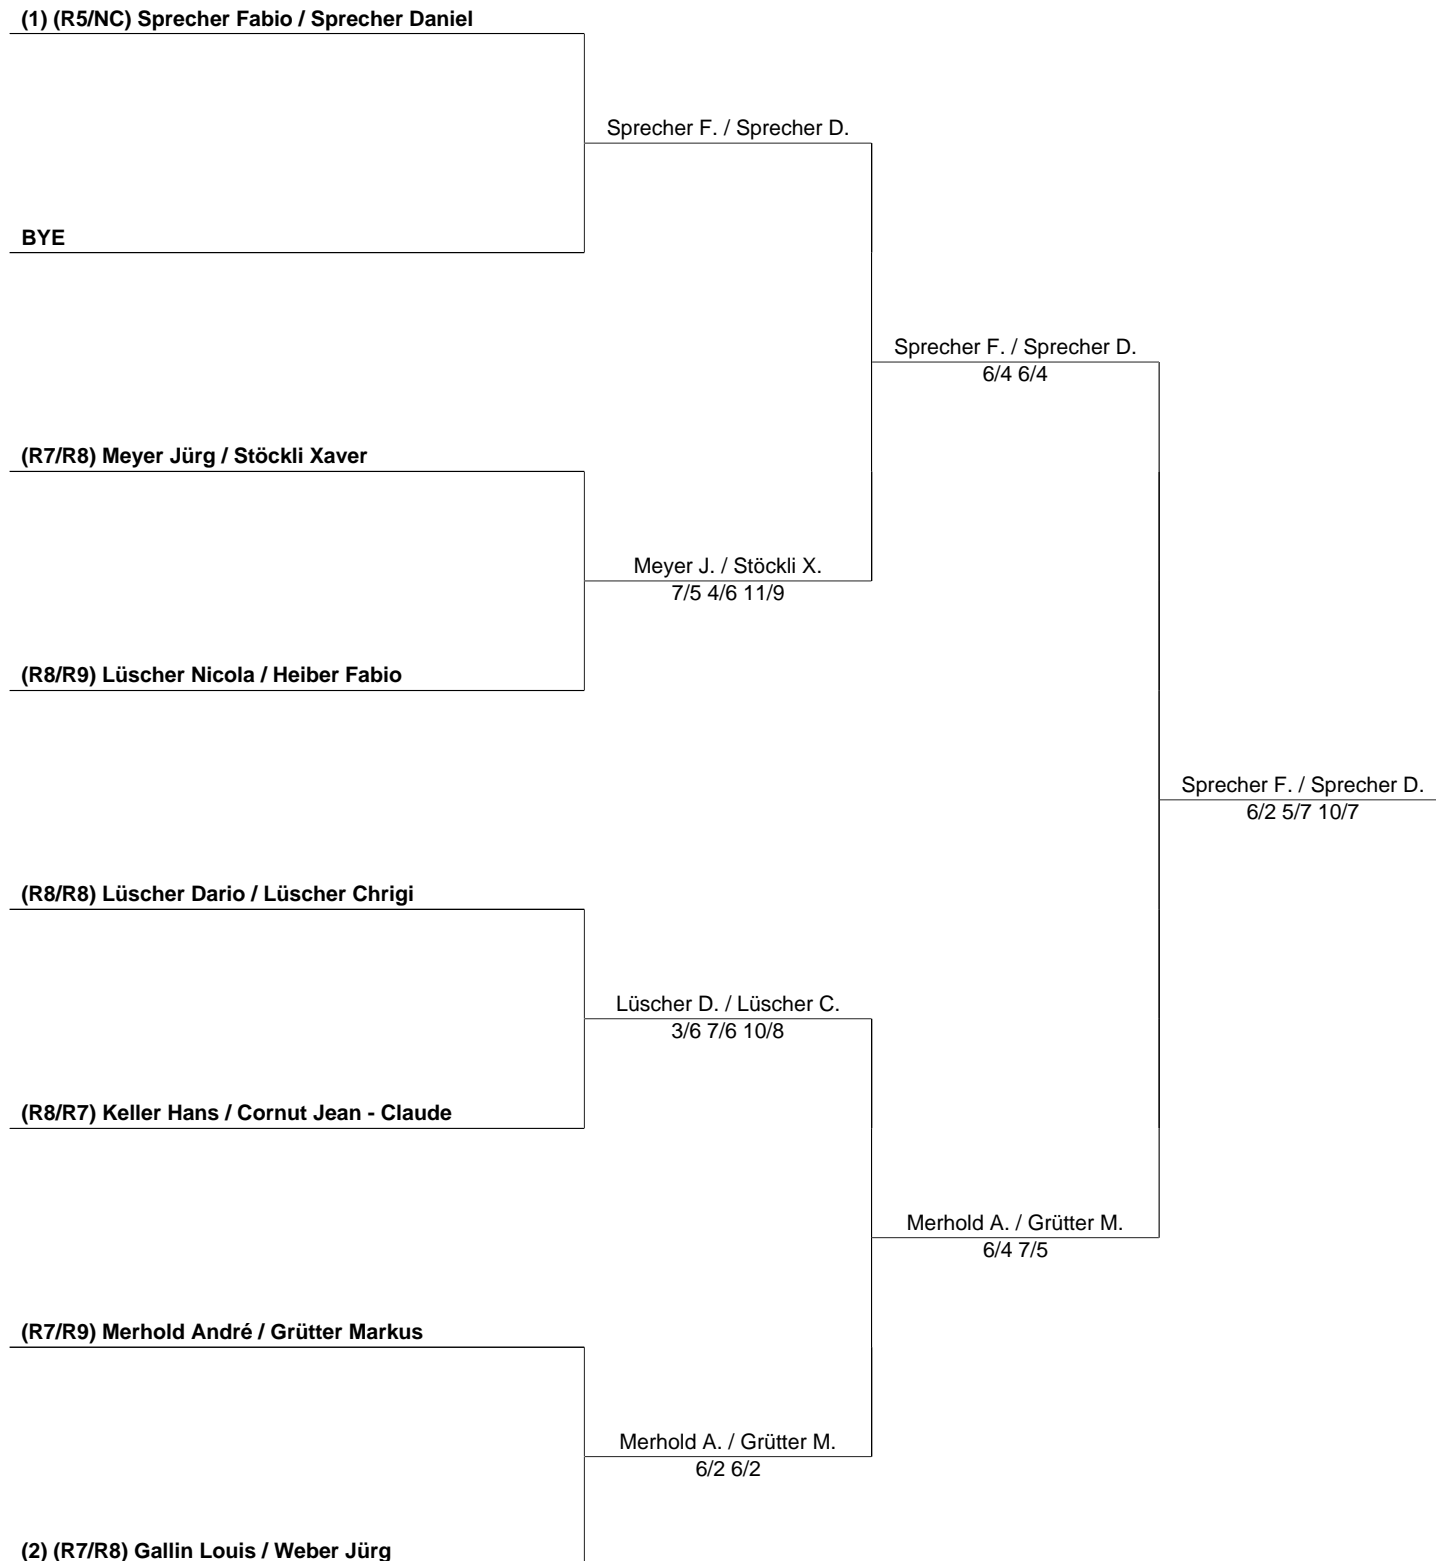 (1) (R5/NC) Sprecher Fabio / Sprecher Daniel
Sprecher F. / Sprecher D.
BYE
Sprecher F. / Sprecher D.
6/4 6/4
(R7/R8) Meyer Jürg / Stöckli Xaver
Meyer J. / Stöckli X.
7/5 4/6 11/9
(R8/R9) Lüscher Nicola / Heiber Fabio
Sprecher F. / Sprecher D.
6/2 5/7 10/7
(R8/R8) Lüscher Dario / Lüscher Chrigi
Lüscher D. / Lüscher C.
3/6 7/6 10/8
(R8/R7) Keller Hans / Cornut Jean - Claude
Merhold A. / Grütter M.
6/4 7/5
(R7/R9) Merhold André / Grütter Markus
Merhold A. / Grütter M.
6/2 6/2
(2) (R7/R8) Gallin Louis / Weber Jürg